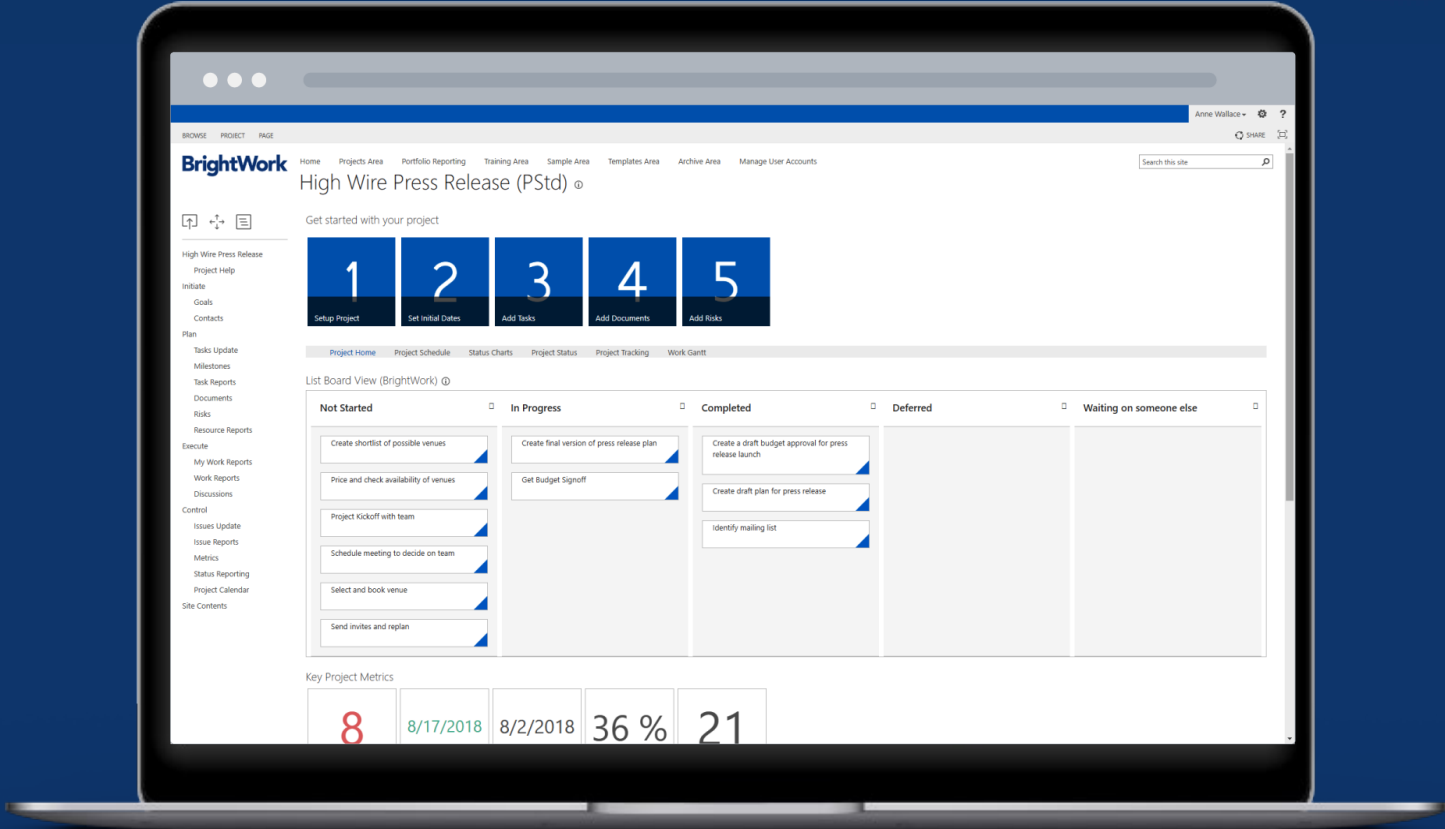 Anne Wallace
?
BROWSE PROJECT PAGE
SHARE
BrightWork
Home Projects Area Portfolio Reporting Training Area Sample Area Templates Area Archive Area Manage User Accounts
Search this site
High Wire Press Release (PStd)
Get started with your project
1 2 3 4 5
Setup Project Set Initial Dates Add Tasks Add Documents Add Risks
High Wire Press Release
Project Help
Initiate
Goals
Contacts
Plan
Tasks Update
Milestones
Task Reports
Documents
Risks
Resource Reports
Execute
My Work Reports
Work Reports
Discussions
Control
Issues Update
Issue Reports
Metrics
Status Reporting
Project Calendar
Site Contents
Project Home Project Schedule Status Charts Project Status Project Tracking Work Gantt
List Board View (BrightWork)
Not Started
Create shortlist of possible venues
Price and check availability of venues
Project Kickoff with team
Schedule meeting to decide on team
Select and book venue
Send invites and replan
In Progress
Create final version of press release plan
Get Budget Signoff
Completed
Create a draft budget approval for press
release launch
Create draft plan for press release
Identify mailing list
Deferred
Waiting on someone else
Key Project Metrics
8 8/17/2018 8/2/2018 36 % 21